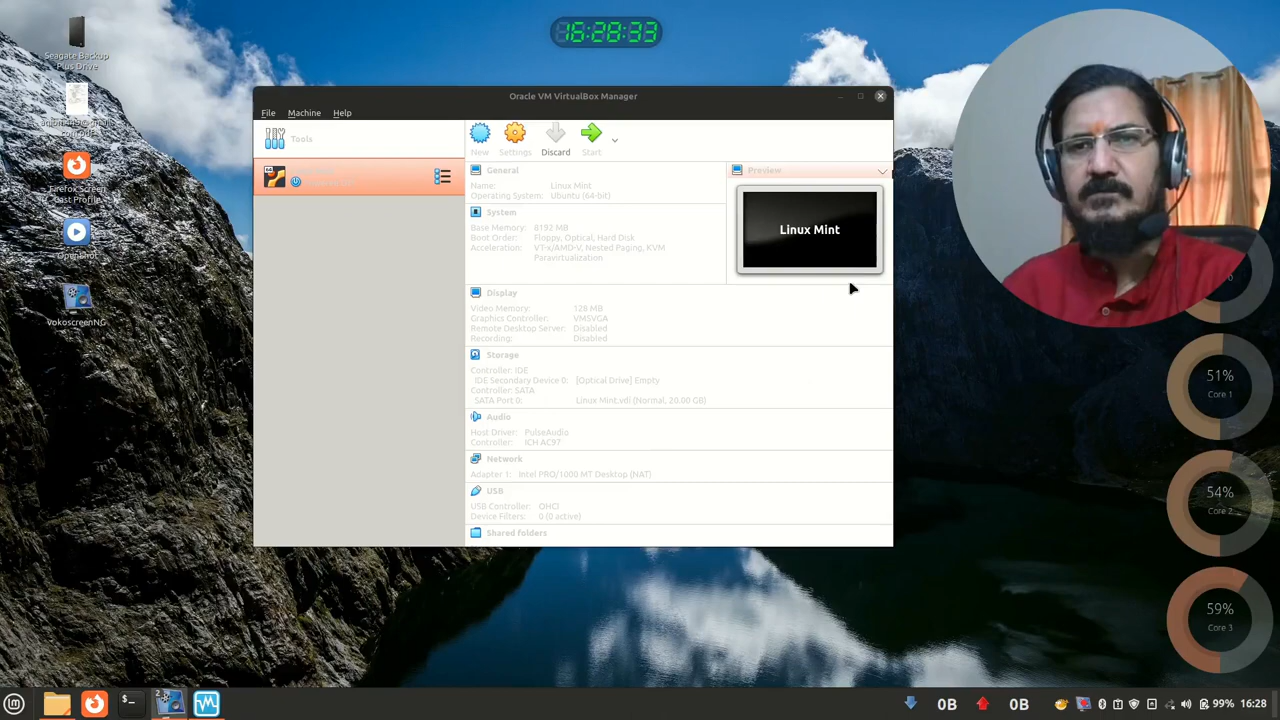 16:28:33
Seagate Backup
Plus Drive
Firefox Screen
Cast Profile
OpenShot
vokoscreenNG
Oracle VM VirtualBox Manager
File Machine Help
Tools
New Settings Discard Start
General
Name: Linux Mint
Operating System: Ubuntu (64-bit)
Preview
Linux Mint
System
Base Memory: 8192 MB
Boot Order: Floppy, Optical, Hard Disk
Acceleration: VT-x/AMD-V, Nested Paging, KVM
Paravirtualization
Display
Video Memory: 128 MB
Graphics Controller: VMSVGA
Remote Desktop Server: Disabled
Recording: Disabled
Storage
Controller: IDE
IDE Secondary Device 0: [Optical Drive] Empty
Controller: SATA
SATA Port 0: Linux Mint.vdi (Normal, 20.00 GB)
Audio
Host Driver: PulseAudio
Controller: ICH AC97
Network
Adapter 1: Intel PRO/1000 MT Desktop (NAT)
USB
USB Controller: OHCI
Device Filters: 0 (0 active)
Shared folders
51%
Core 1
54%
Core 2
59%
Core 3
2
0B 0B 99% 16:28